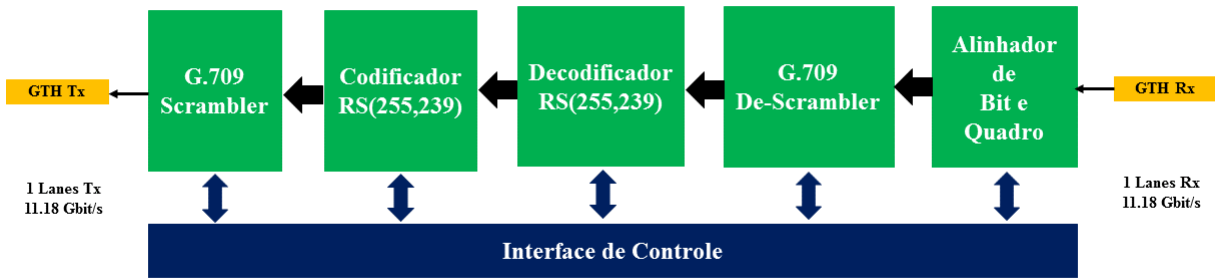 GTH Tx
1 Lanes Tx
11.18 Gbit/s
G.709
Scrambler
Codificador
RS(255,239)
Decodificador
RS(255,239)
G.709
De-Scrambler
Alinhador
de
Bit e
Quadro
GTH Rx
1 Lanes Rx
11.18 Gbit/s
Interface de Controle